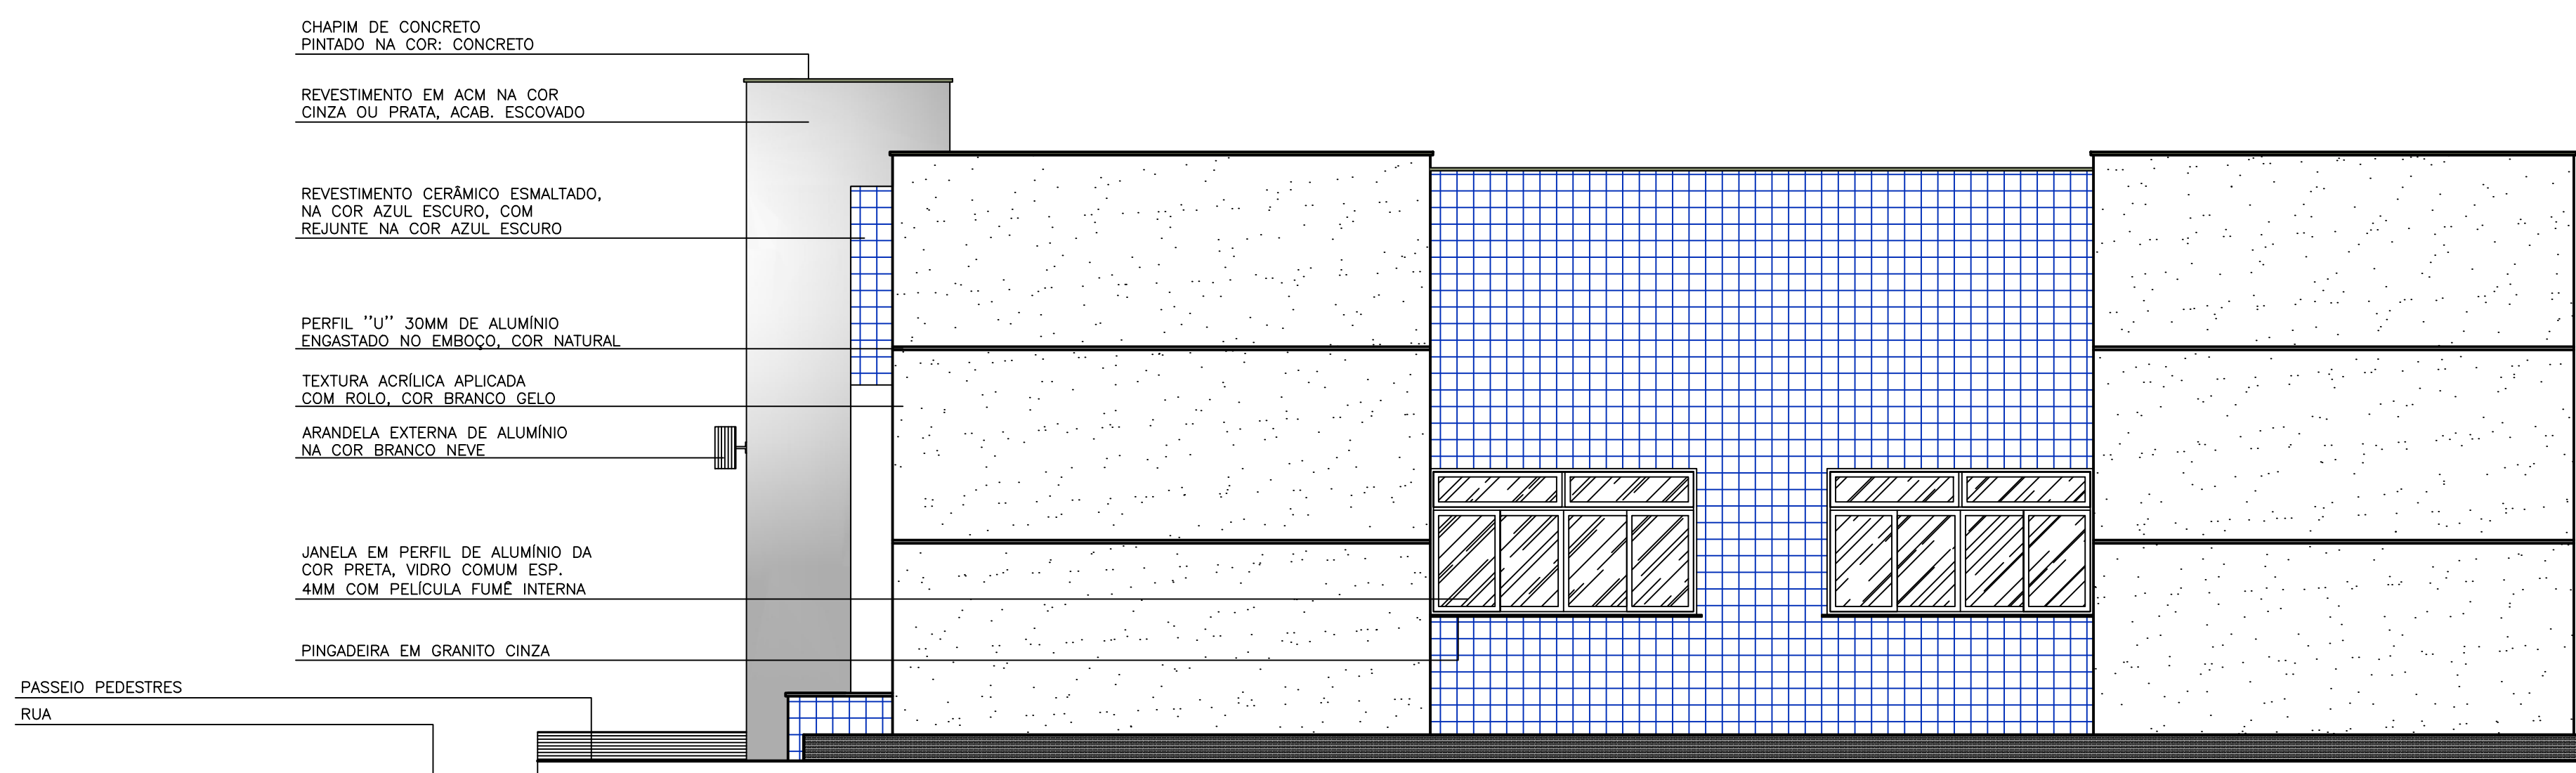 CHAPIM DE CONCRETO
PINTADO NA COR: CONCRETO
REVESTIMENTO EM ACM NA COR
CINZA OU PRATA, ACAB. ESCOVADO
REVESTIMENTO CERÂMICO ESMALTADO,
NA COR AZUL ESCURO, COM
REJUNTE NA COR AZUL ESCURO
PERFIL ''U'' 30MM DE ALUMÍNIO
ENGASTADO NO EMBOÇO, COR NATURAL
TEXTURA ACRÍLICA APLICADA
COM ROLO, COR BRANCO GELO
ARANDELA EXTERNA DE ALUMÍNIO
NA COR BRANCO NEVE
JANELA EM PERFIL DE ALUMÍNIO DA
COR PRETA, VIDRO COMUM ESP.
4MM COM PELÍCULA FUMÊ INTERNA
PINGADEIRA EM GRANITO CINZA
PASSEIO PEDESTRES
RUA